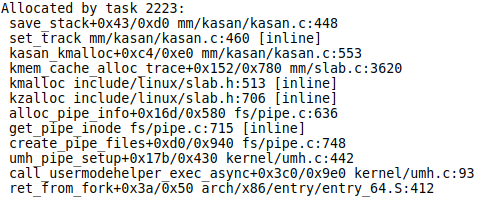 Allocated by task 2223:
save_stack+0x43/0xd0 mm/kasan/kasan.c:448
set_track mm/kasan/kasan.c:460 [inline]
kasan_kmalloc+0xc4/0xe0 mm/kasan/kasan.c:553
kmem_cache_alloc_trace+0x152/0x780 mm/slab.c:3620
kmalloc include/linux/slab.h:513 [inline]
kzalloc include/linux/slab.h:706 [inline]
alloc_pipe_info+0x16d/0x580 fs/pipe.c:636
get_pipe_inode fs/pipe.c:715 [inline]
create_pipe_files+0xd0/0x940 fs/pipe.c:748
umh_pipe_setup+0x17b/0x430 kernel/umh.c:442
call_usermodehelper_exec_async+0x3c0/0x9e0 kernel/umh.c:93
ret_from_fork+0x3a/0x50 arch/x86/entry/entry_64.S:412